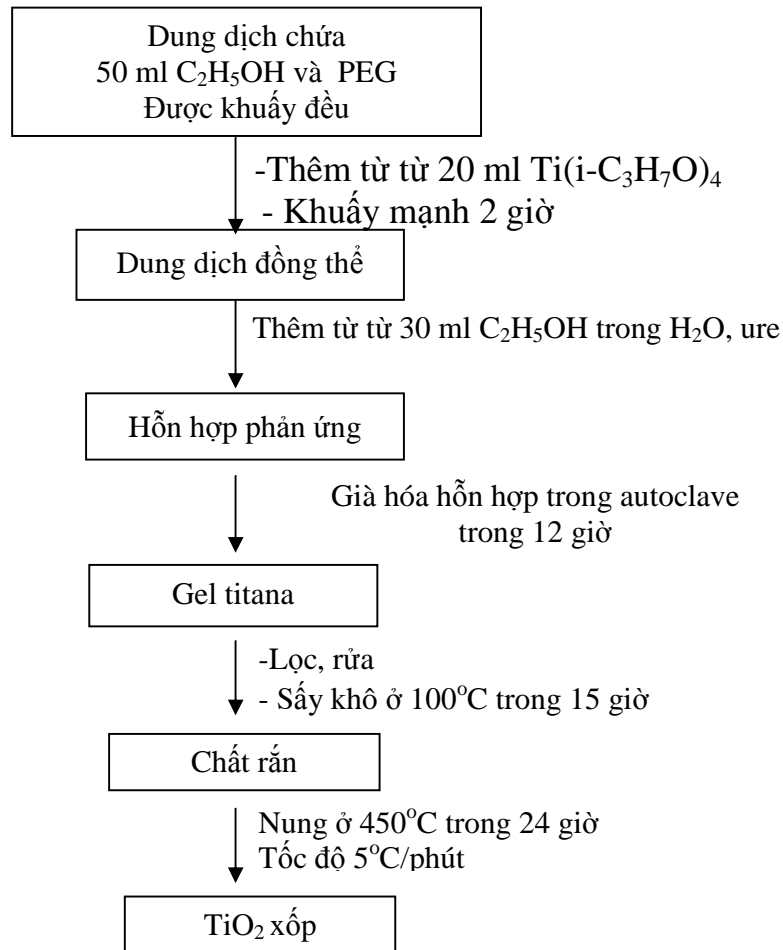 Dung dịch chứa
50 ml C₂H₅OH và PEG
Được khuấy đều
-Thêm từ từ 20 ml Ti(i-C₃H₇O)₄
- Khuấy mạnh 2 giờ
Dung dịch đồng thể
Thêm từ từ 30 ml C₂H₅OH trong H₂O, ure
Hỗn hợp phản ứng
Già hóa hỗn hợp trong autoclave
trong 12 giờ
Gel titana
-Lọc, rửa
- Sấy khô ở 100°C trong 15 giờ
Chất rắn
Nung ở 450°C trong 24 giờ
Tốc độ 5°C/phút
TiO₂ xốp